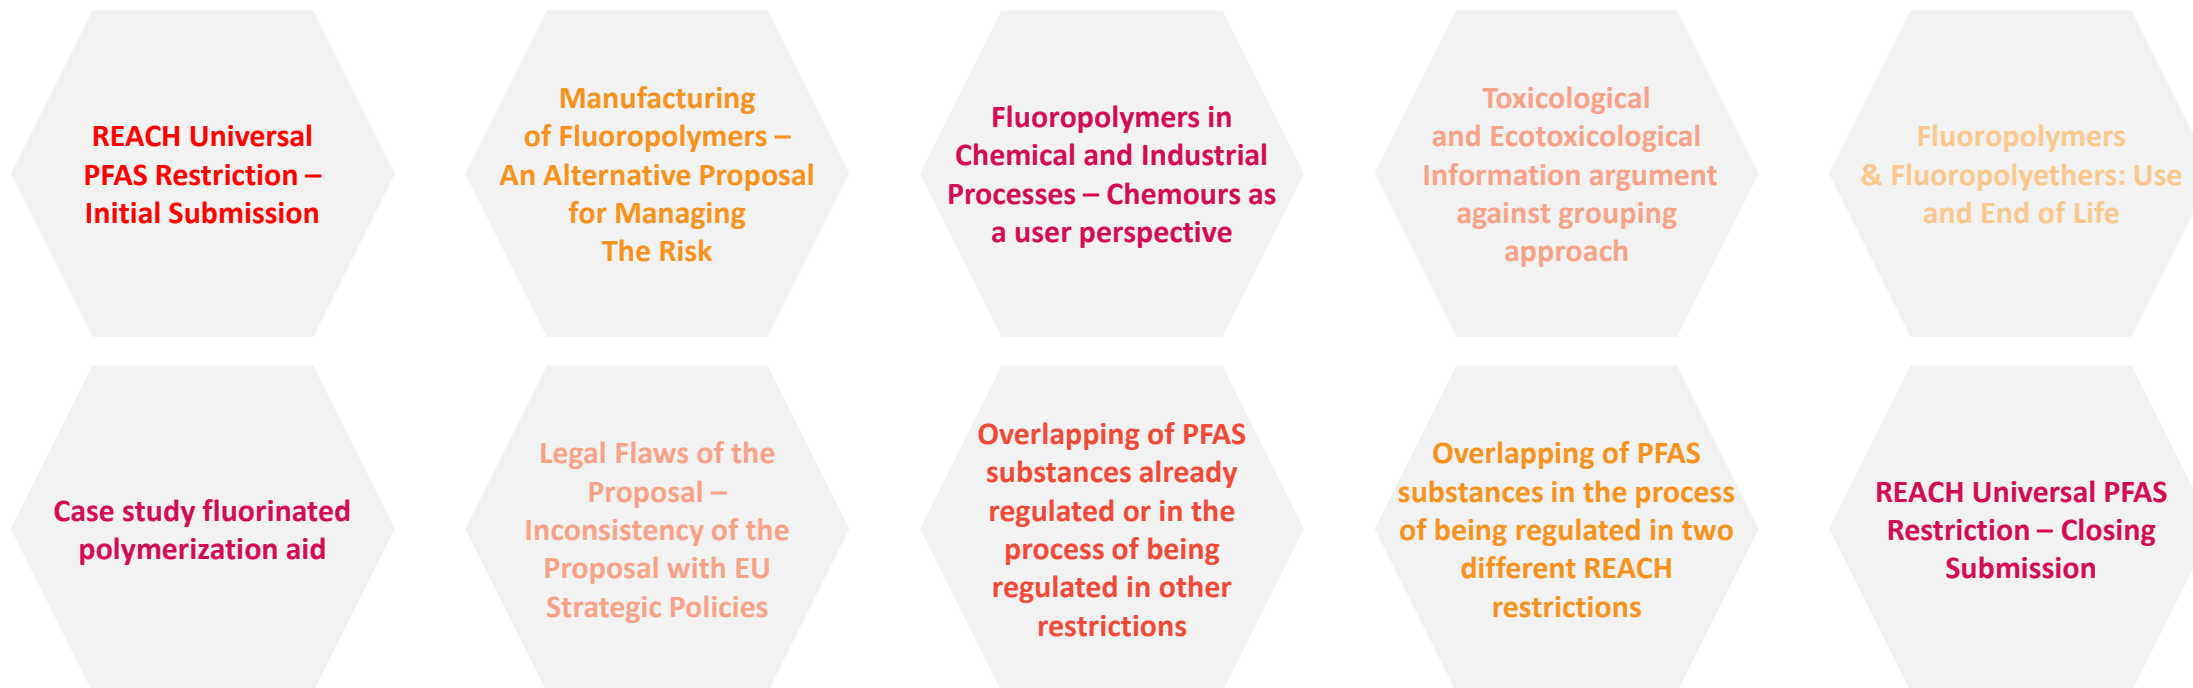 REACH Universal
PFAS Restriction –
Initial Submission
Manufacturing
of Fluoropolymers –
An Alternative Proposal
for Managing
The Risk
Fluoropolymers in
Chemical and Industrial
Processes – Chemours as
a user perspective
Toxicological
and Ecotoxicological
Information argument
against grouping
approach
Fluoropolymers
& Fluoropolyethers: Use
and End of Life
Case study fluorinated
polymerization aid
Legal Flaws of the
Proposal –
Inconsistency of the
Proposal with EU
Strategic Policies
Overlapping of PFAS
substances already
regulated or in the
process of being
regulated in other
restrictions
Overlapping of PFAS
substances in the process
of being regulated in two
different REACH
restrictions
REACH Universal PFAS
Restriction – Closing
Submission